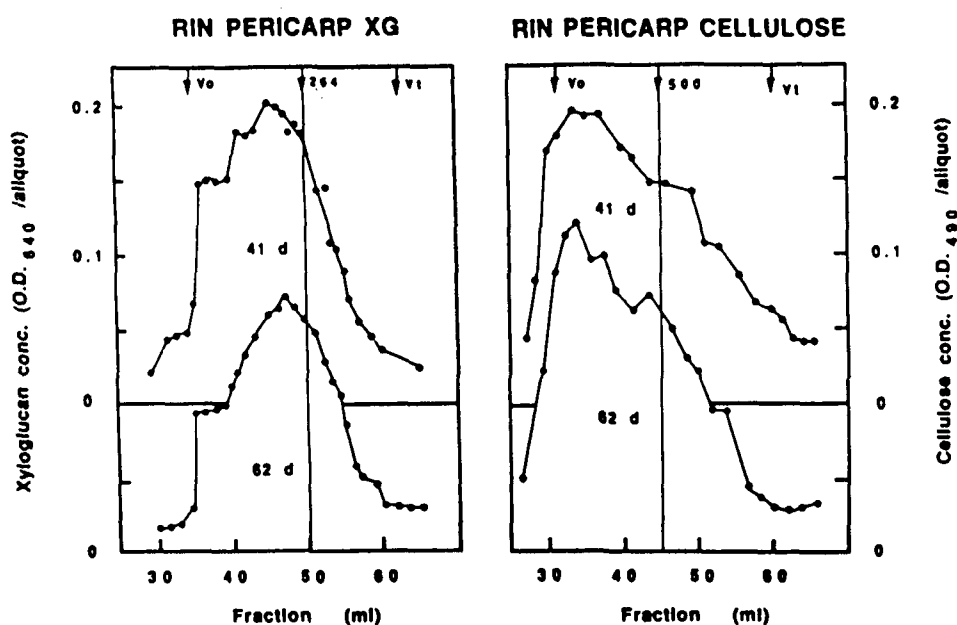 RIN PERICARP XG
RIN PERICARP CELLULOSE
Vo
264
Vt
Vo
500
Vt
0.2
0.1
0
0
0.2
0.1
0
0
Xyloglucan conc. (O.D. 640 /aliquot)
Cellulose conc. (O.D. 490 /aliquot)
41 d
62 d
41 d
62 d
30 40 50 60
30 40 50 60
Fraction (ml)
Fraction (ml)